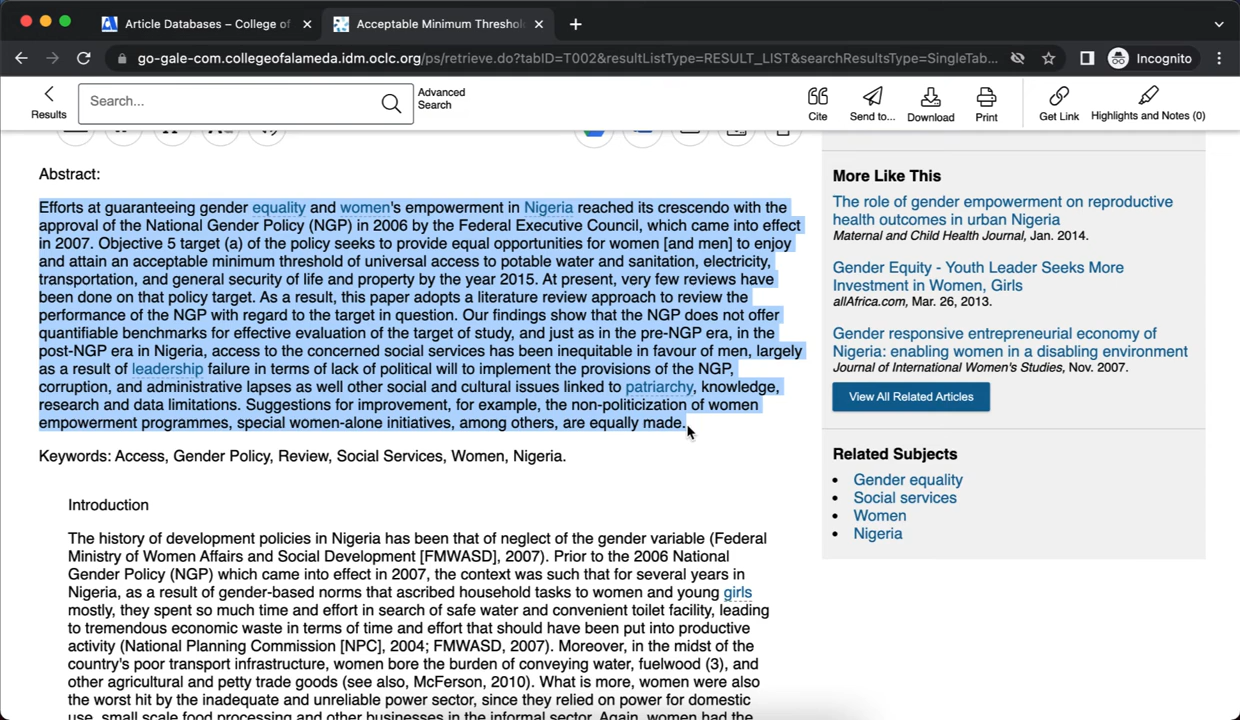 Article Databases – College of
Acceptable Minimum Threshol
go-gale-com.collegeofalameda.idm.oclc.org/ps/retrieve.do?tabID=T002&resultListType=RESULT_LIST&searchResultsType=SingleTab...
Incognito
Results
Search...
Advanced
Search
Cite
Send to...
Download
Print
Get Link
Highlights and Notes (0)
Abstract:
Efforts at guaranteeing gender equality and women's empowerment in Nigeria reached its crescendo with the
approval of the National Gender Policy (NGP) in 2006 by the Federal Executive Council, which came into effect
in 2007. Objective 5 target (a) of the policy seeks to provide equal opportunities for women [and men] to enjoy
and attain an acceptable minimum threshold of universal access to potable water and sanitation, electricity,
transportation, and general security of life and property by the year 2015. At present, very few reviews have
been done on that policy target. As a result, this paper adopts a literature review approach to review the
performance of the NGP with regard to the target in question. Our findings show that the NGP does not offer
quantifiable benchmarks for effective evaluation of the target of study, and just as in the pre-NGP era, in the
post-NGP era in Nigeria, access to the concerned social services has been inequitable in favour of men, largely
as a result of leadership failure in terms of lack of political will to implement the provisions of the NGP,
corruption, and administrative lapses as well other social and cultural issues linked to patriarchy, knowledge,
research and data limitations. Suggestions for improvement, for example, the non-politicization of women
empowerment programmes, special women-alone initiatives, among others, are equally made.
Keywords: Access, Gender Policy, Review, Social Services, Women, Nigeria.
Introduction
The history of development policies in Nigeria has been that of neglect of the gender variable (Federal
Ministry of Women Affairs and Social Development [FMWASD], 2007). Prior to the 2006 National
Gender Policy (NGP) which came into effect in 2007, the context was such that for several years in
Nigeria, as a result of gender-based norms that ascribed household tasks to women and young girls
mostly, they spent so much time and effort in search of safe water and convenient toilet facility, leading
to tremendous economic waste in terms of time and effort that should have been put into productive
activity (National Planning Commission [NPC], 2004; FMWASD, 2007). Moreover, in the midst of the
country's poor transport infrastructure, women bore the burden of conveying water, fuelwood (3), and
other agricultural and petty trade goods (see also, McFerson, 2010). What is more, women were also
the worst hit by the inadequate and unreliable power sector, since they relied on power for domestic
use, small scale food processing and other businesses in the informal sector. Again, women had the
More Like This
The role of gender empowerment on reproductive
health outcomes in urban Nigeria
Maternal and Child Health Journal, Jan. 2014.
Gender Equity - Youth Leader Seeks More
Investment in Women, Girls
allAfrica.com, Mar. 26, 2013.
Gender responsive entrepreneurial economy of
Nigeria: enabling women in a disabling environment
Journal of International Women's Studies, Nov. 2007.
View All Related Articles
Related Subjects
Gender equality
Social services
Women
Nigeria